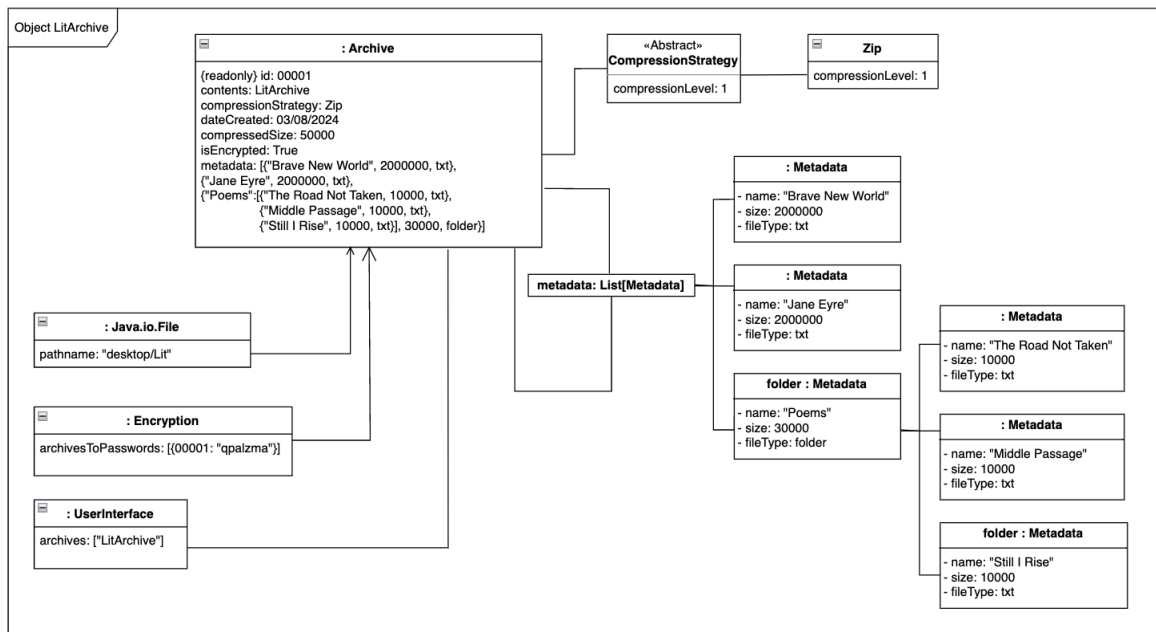 Object LitArchive
: Archive
{readonly} id: 00001
contents: LitArchive
compressionStrategy: Zip
dateCreated: 03/08/2024
compressedSize: 50000
isEncrypted: True
metadata: [{"Brave New World", 2000000, txt},
{"Jane Eyre", 2000000, txt},
{"Poems":[{"The Road Not Taken, 10000, txt},
{"Middle Passage", 10000, txt},
{"Still I Rise", 10000, txt}], 30000, folder}]
«Abstract»
CompressionStrategy
compressionLevel: 1
Zip
compressionLevel: 1
: Java.io.File
pathname: "desktop/Lit"
: Encryption
archivesToPasswords: [{00001: "qpalzma"}]
: UserInterface
archives: ["LitArchive"]
metadata: List[Metadata]
: Metadata
- name: "Brave New World"
- size: 2000000
- fileType: txt
: Metadata
- name: "Jane Eyre"
- size: 2000000
- fileType: txt
folder : Metadata
- name: "Poems"
- size: 30000
- fileType: folder
: Metadata
- name: "The Road Not Taken"
- size: 10000
- fileType: txt
: Metadata
- name: "Middle Passage"
- size: 10000
- fileType: txt
folder : Metadata
- name: "Still I Rise"
- size: 10000
- fileType: txt